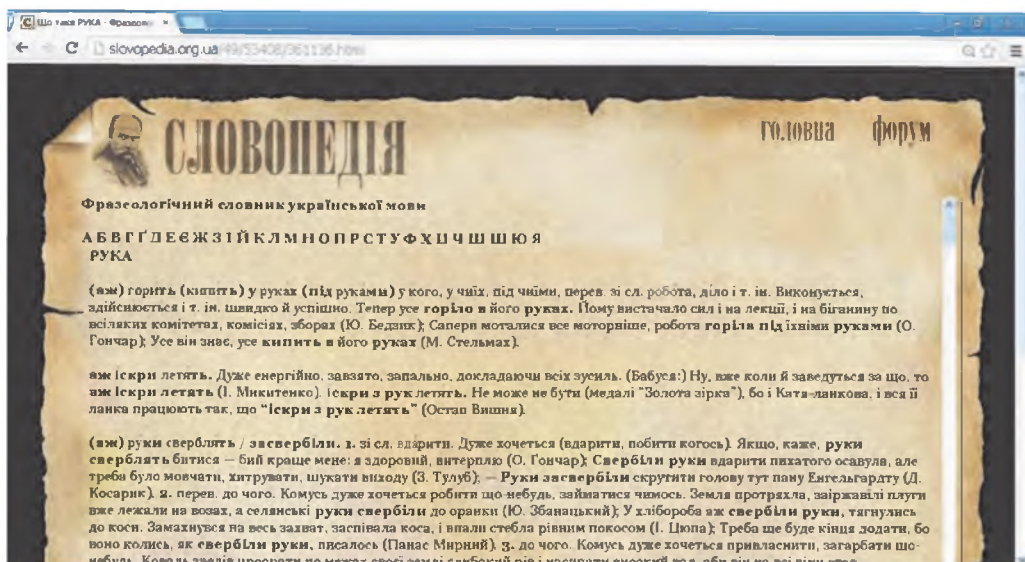 Що таке РУКА - Фразеоло
slovopedia.org.ua/49/53408/361136.html
СЛОВОПЕДІЯ
головна форум
Фразеологічний словник української мови
А Б В Г Ґ Д Е Є Ж З І Й К Л М Н О П Р С Т У Ф Х Ц Ч Ш Щ Ю Я
РУКА
(аж) горить (кипить) у руках (під руками) у кого, у чиїх, під чиїми, перев. зі сл. робота, діло і т. ін. Виконується,
здійснюється і т. ін. швидко й успішно. Тепер усе горіло в його руках. Йому вистачало сил і на лекції, і на біганину по
всіляких комітетах, комісіях, зборах (Ю. Бедзик); Сапери моталися все моторніше, робота горіла під їхніми руками (О.
Гончар); Усе він знає, усе кипить в його руках (М. Стельмах).
аж іскри летять. Дуже енергійно, завзято, запально, докладаючи всіх зусиль. (Бабуся:) Ну, вже коли й заведуться за що, то
аж іскри летять (І. Микитенко). іскри з рук летять. Не може не бути (медалі "Золота зірка"), бо і Катя-ланкова, і вся її
ланка працюють так, що "іскри з рук летять" (Остап Вишня).
(аж) руки сверблять / засвербіли. 1. зі сл. вдарити. Дуже хочеться (вдарити, побити когось). Якщо, каже, руки
сверблять битися — бий краще мене: я здоровий, витерплю (О. Гончар); Свербіли руки вдарити пихатого осавула, але
треба було мовчати, хитрувати, шукати виходу (З. Тулуб); — Руки засвербіли скрутити голову тут пану Енгельгардту (Д.
Косарик). 2. перев. до чого. Комусь дуже хочеться робити що-небудь, займатися чимось. Земля протряхла, заіржавілі плуги
вже лежали на возах, а селянські руки свербіли до оранки (Ю. Збанацький); У хлібороба аж свербіли руки, тягнулись
до коси. Замахнувся на весь захват, заспівала коса, і впали стебла рівним покосом (І. Цюпа); Треба ще буде кінця додати, бо
воно колись, як свербіли руки, писалось (Панас Мирний). 3. до чого. Комусь дуже хочеться привласнити, загарбати що-